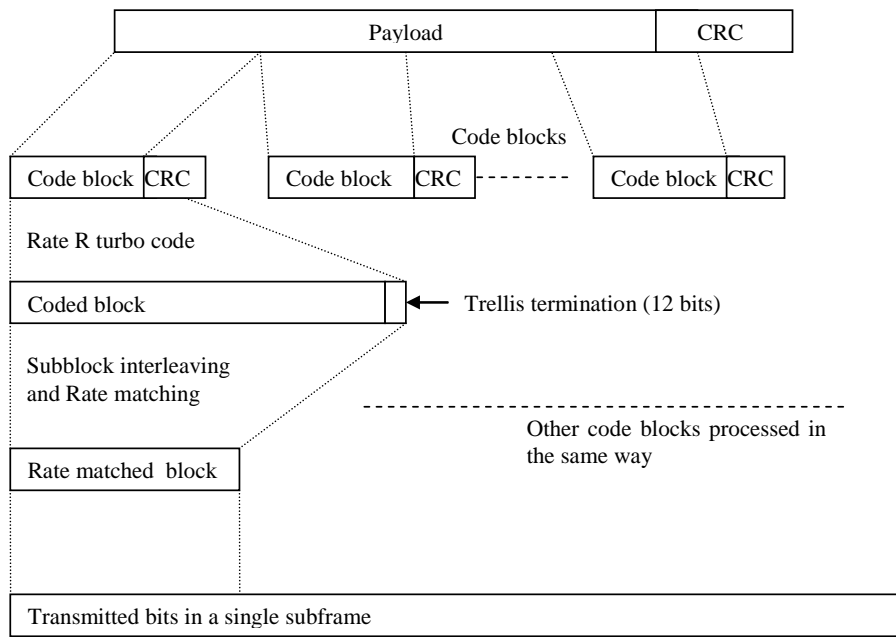 Payload CRC
Code blocks
Code block CRC Code block CRC Code block CRC
Rate R turbo code
Coded block
Trellis termination (12 bits)
Subblock interleaving
and Rate matching
Other code blocks processed in
the same way
Rate matched block
Transmitted bits in a single subframe